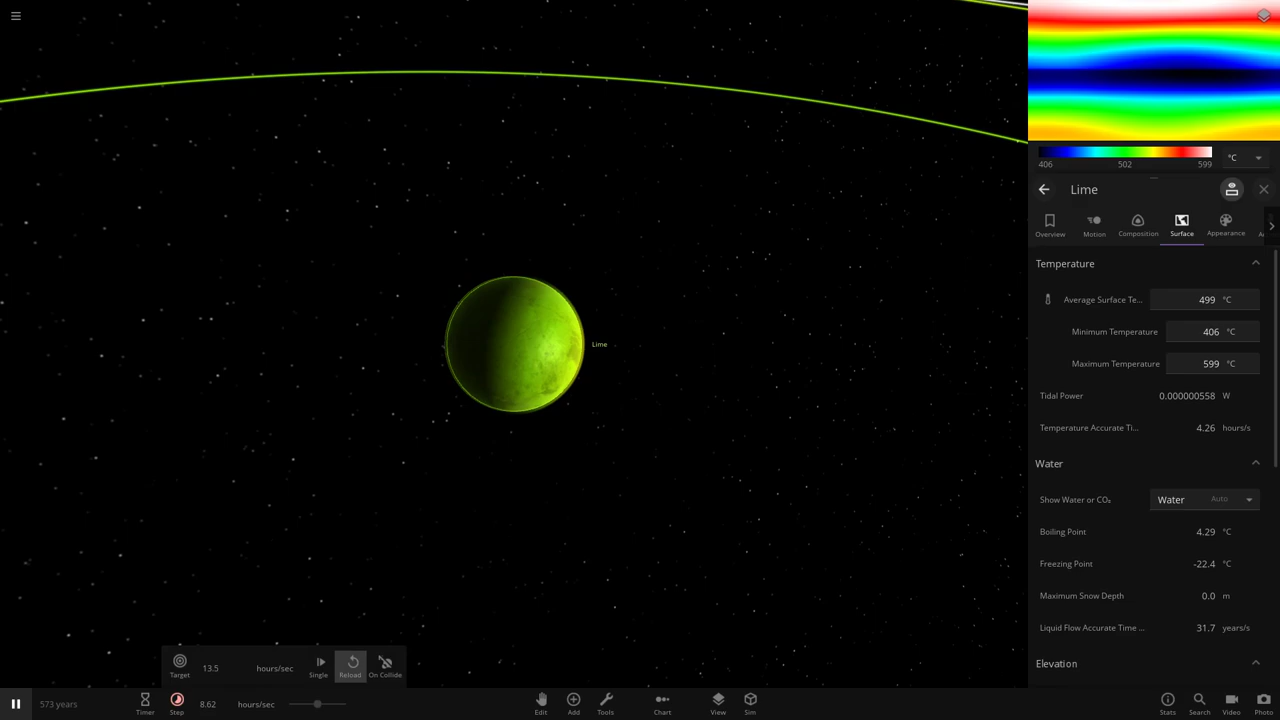 406 502 599 °C
Lime
Overview Motion Composition Surface Appearance
Temperature
Average Surface Te... 499 °C
Minimum Temperature 406 °C
Maximum Temperature 599 °C
Tidal Power 0.000000558 W
Temperature Accurate Ti... 4.26 hours/s
Water
Show Water or CO₂ Water Auto
Boiling Point 4.29 °C
Freezing Point -22.4 °C
Maximum Snow Depth 0.0 m
Liquid Flow Accurate Time ... 31.7 years/s
Elevation
Lime
Target 13.5 hours/sec Single Reload On Collide
573 years Timer Step 8.62 hours/sec Edit Add Tools Chart View Sim Stats Search Video Photo